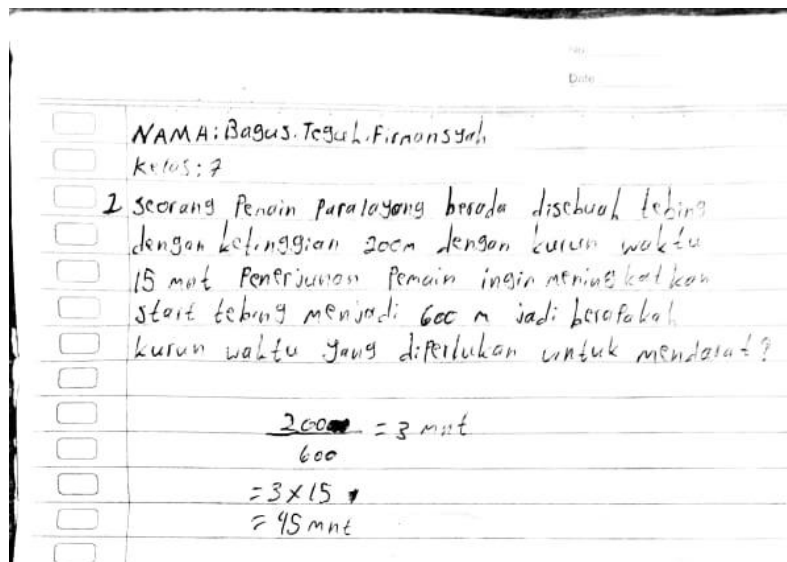 No.
Date
NAMA: Bagus.Teguh.Firmansyah
Kelas: 7
1 Seorang Pemain Paralayang berada disebuah tebing
dengan ketinggian 200m dengan kurun waktu
15 mnt Penerjunan Pemain ingin meningkatkan
start tebing menjadi 600 m jadi berapakah
kurun waktu yang diperlukan untuk mendarat?
200
600
= 3 mnt
= 3 x 15
= 45 mnt